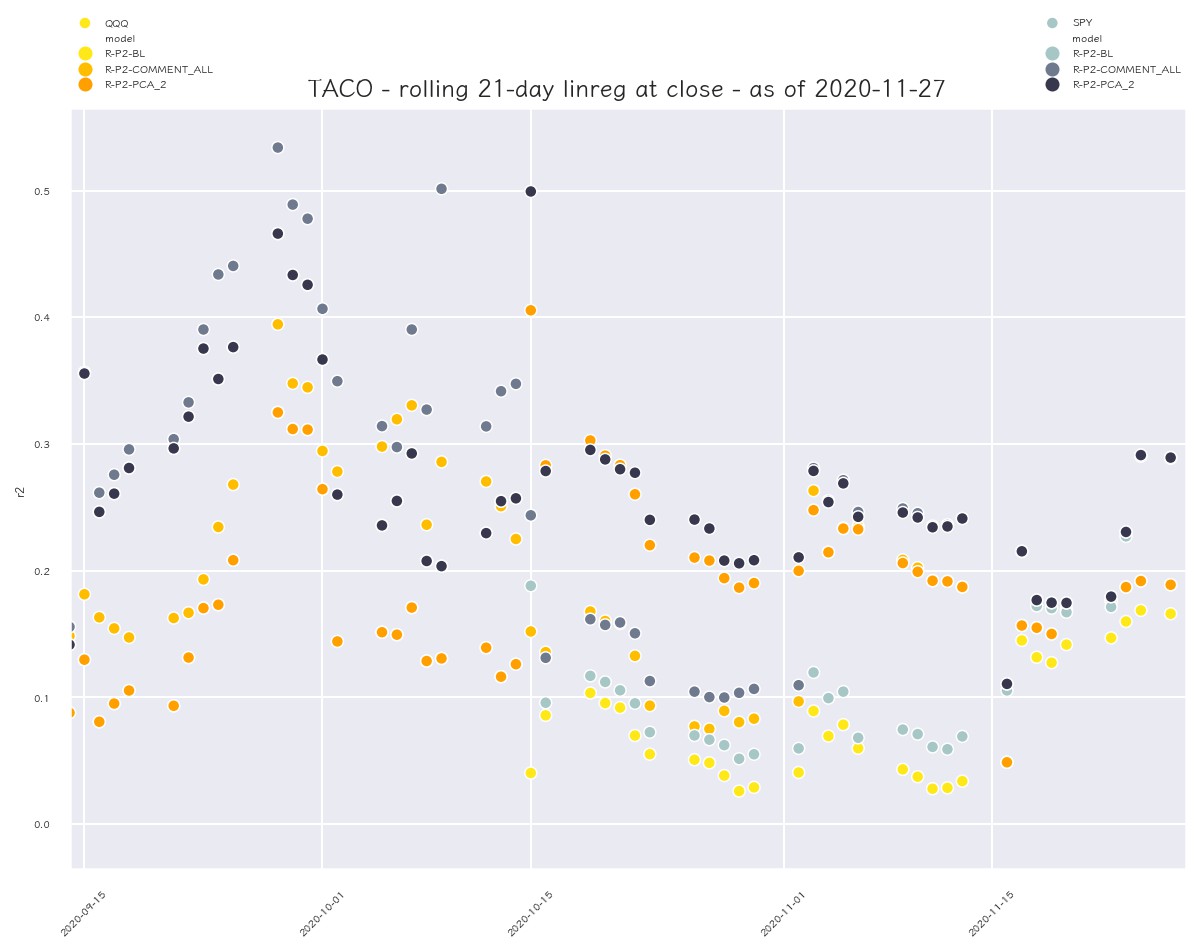 QQQ
model
R-P2-BL
R-P2-COMMENT_ALL
R-P2-PCA_2
SPY
model
R-P2-BL
R-P2-COMMENT_ALL
R-P2-PCA_2
TACO - rolling 21-day linreg at close - as of 2020-11-27
0.5
0.4
0.3
0.2
0.1
0.0
r2
2020-09-15
2020-10-01
2020-10-15
2020-11-01
2020-11-15